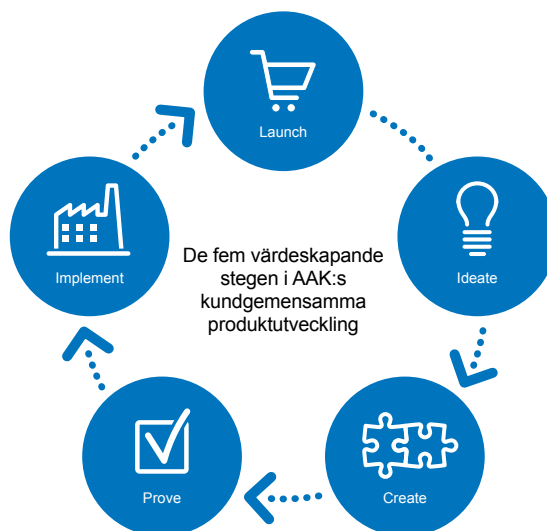 Launch
Ideate
Create
Prove
Implement
De fem värdeskapande
stegen i AAK:s
kundgemensamma
produktutveckling